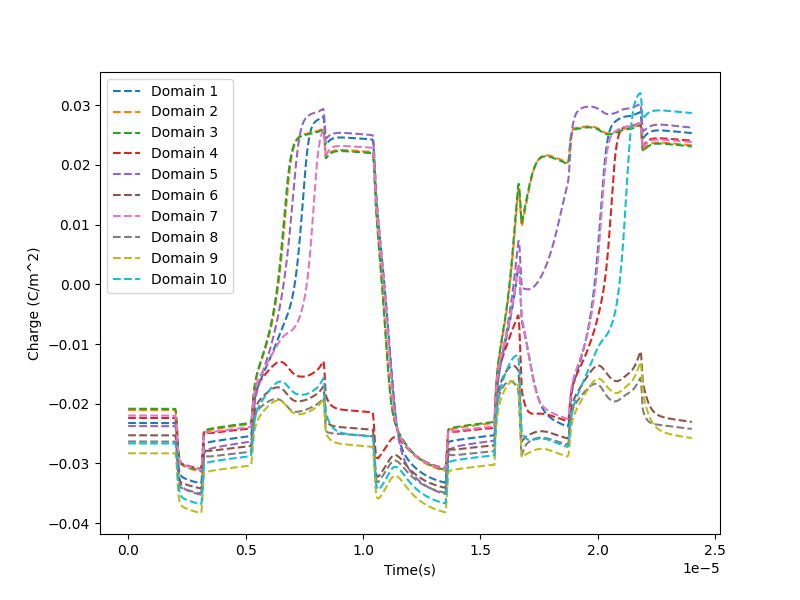 Domain 1
Domain 2
Domain 3
Domain 4
Domain 5
Domain 6
Domain 7
Domain 8
Domain 9
Domain 10
0.03
0.02
0.01
0.00
−0.01
−0.02
−0.03
−0.04
Charge (C/m^2)
0.0 0.5 1.0 1.5 2.0 2.5
1e−5
Time(s)